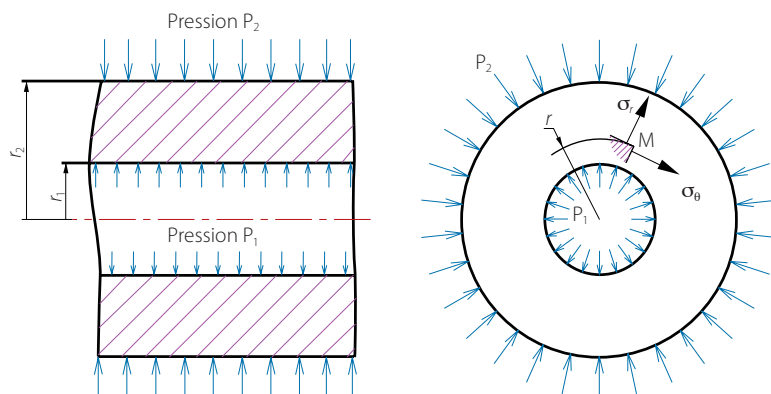 Pression P2
r2
r1
Pression P1
P2
σr
r
M
σθ
P1